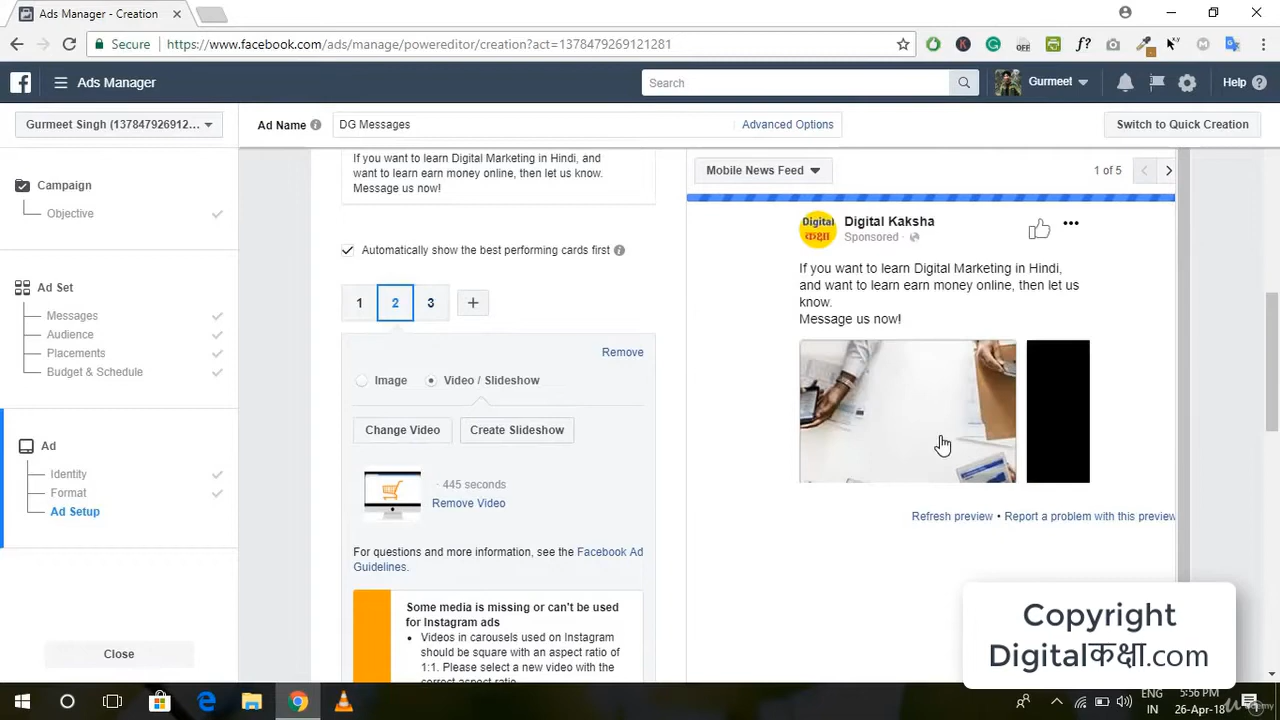 Ads Manager - Creation
Secure
https://www.facebook.com/ads/manage/powereditor/creation?act=1378479269121281
Ads Manager
Search
Gurmeet
Help
Gurmeet Singh (137847926912...
Ad Name
DG Messages
Advanced Options
Switch to Quick Creation
Campaign
Objective
Ad Set
Messages
Audience
Placements
Budget & Schedule
Ad
Identity
Format
Ad Setup
Close
If you want to learn Digital Marketing in Hindi, and
want to learn earn money online, then let us know.
Message us now!
Automatically show the best performing cards first
1
2
3
+
Remove
Image
Video / Slideshow
Change Video
Create Slideshow
· 445 seconds
Remove Video
For questions and more information, see the Facebook Ad
Guidelines.
Some media is missing or can't be used
for Instagram ads
• Videos in carousels used on Instagram
should be square with an aspect ratio of
1:1. Please select a new video with the
correct aspect ratio
Mobile News Feed
1 of 5
Digital
कक्षा
Digital Kaksha
Sponsored ·
If you want to learn Digital Marketing in Hindi,
and want to learn earn money online, then let us
know.
Message us now!
Refresh preview • Report a problem with this preview
Copyright
Digitalकक्षा.com
ENG
IN
5:56 PM
26-Apr-18